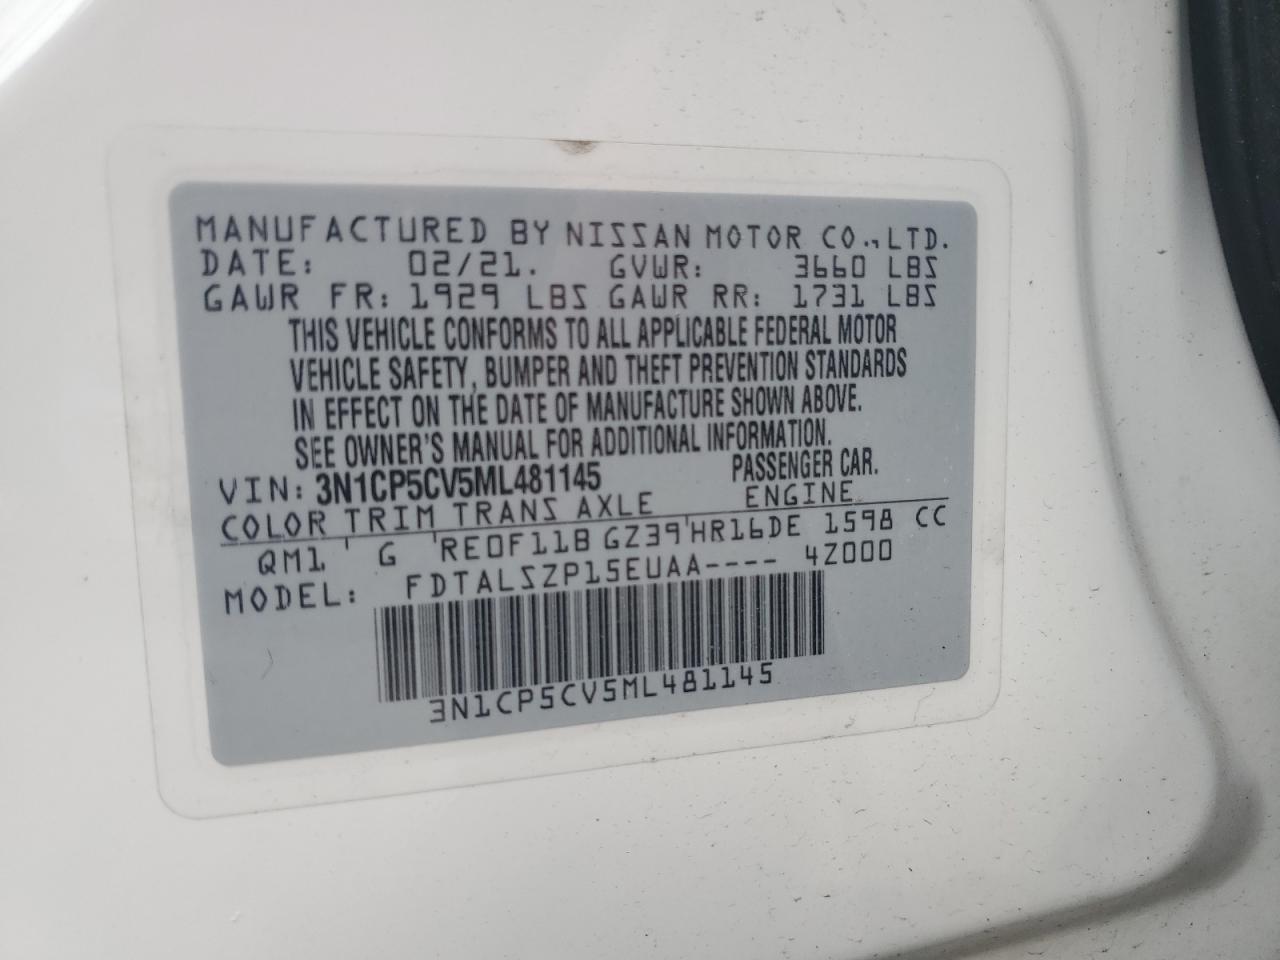 MANUFACTURED BY NISSAN MOTOR CO.,LTD.
DATE: 02/21. GVWR: 3660 LBS
GAWR FR: 1929 LBS GAWR RR: 1731 LBS
THIS VEHICLE CONFORMS TO ALL APPLICABLE FEDERAL MOTOR
VEHICLE SAFETY, BUMPER AND THEFT PREVENTION STANDARDS
IN EFFECT ON THE DATE OF MANUFACTURE SHOWN ABOVE.
SEE OWNER'S MANUAL FOR ADDITIONAL INFORMATION.
VIN: 3N1CP5CV5ML481145 PASSENGER CAR.
COLOR TRIM TRANS AXLE ENGINE
QM1 ' G 'RE0F11B GZ39'HR16DE 1598 CC
MODEL: FDTALSZP15EUAA---- 4Z000
3N1CP5CV5ML481145